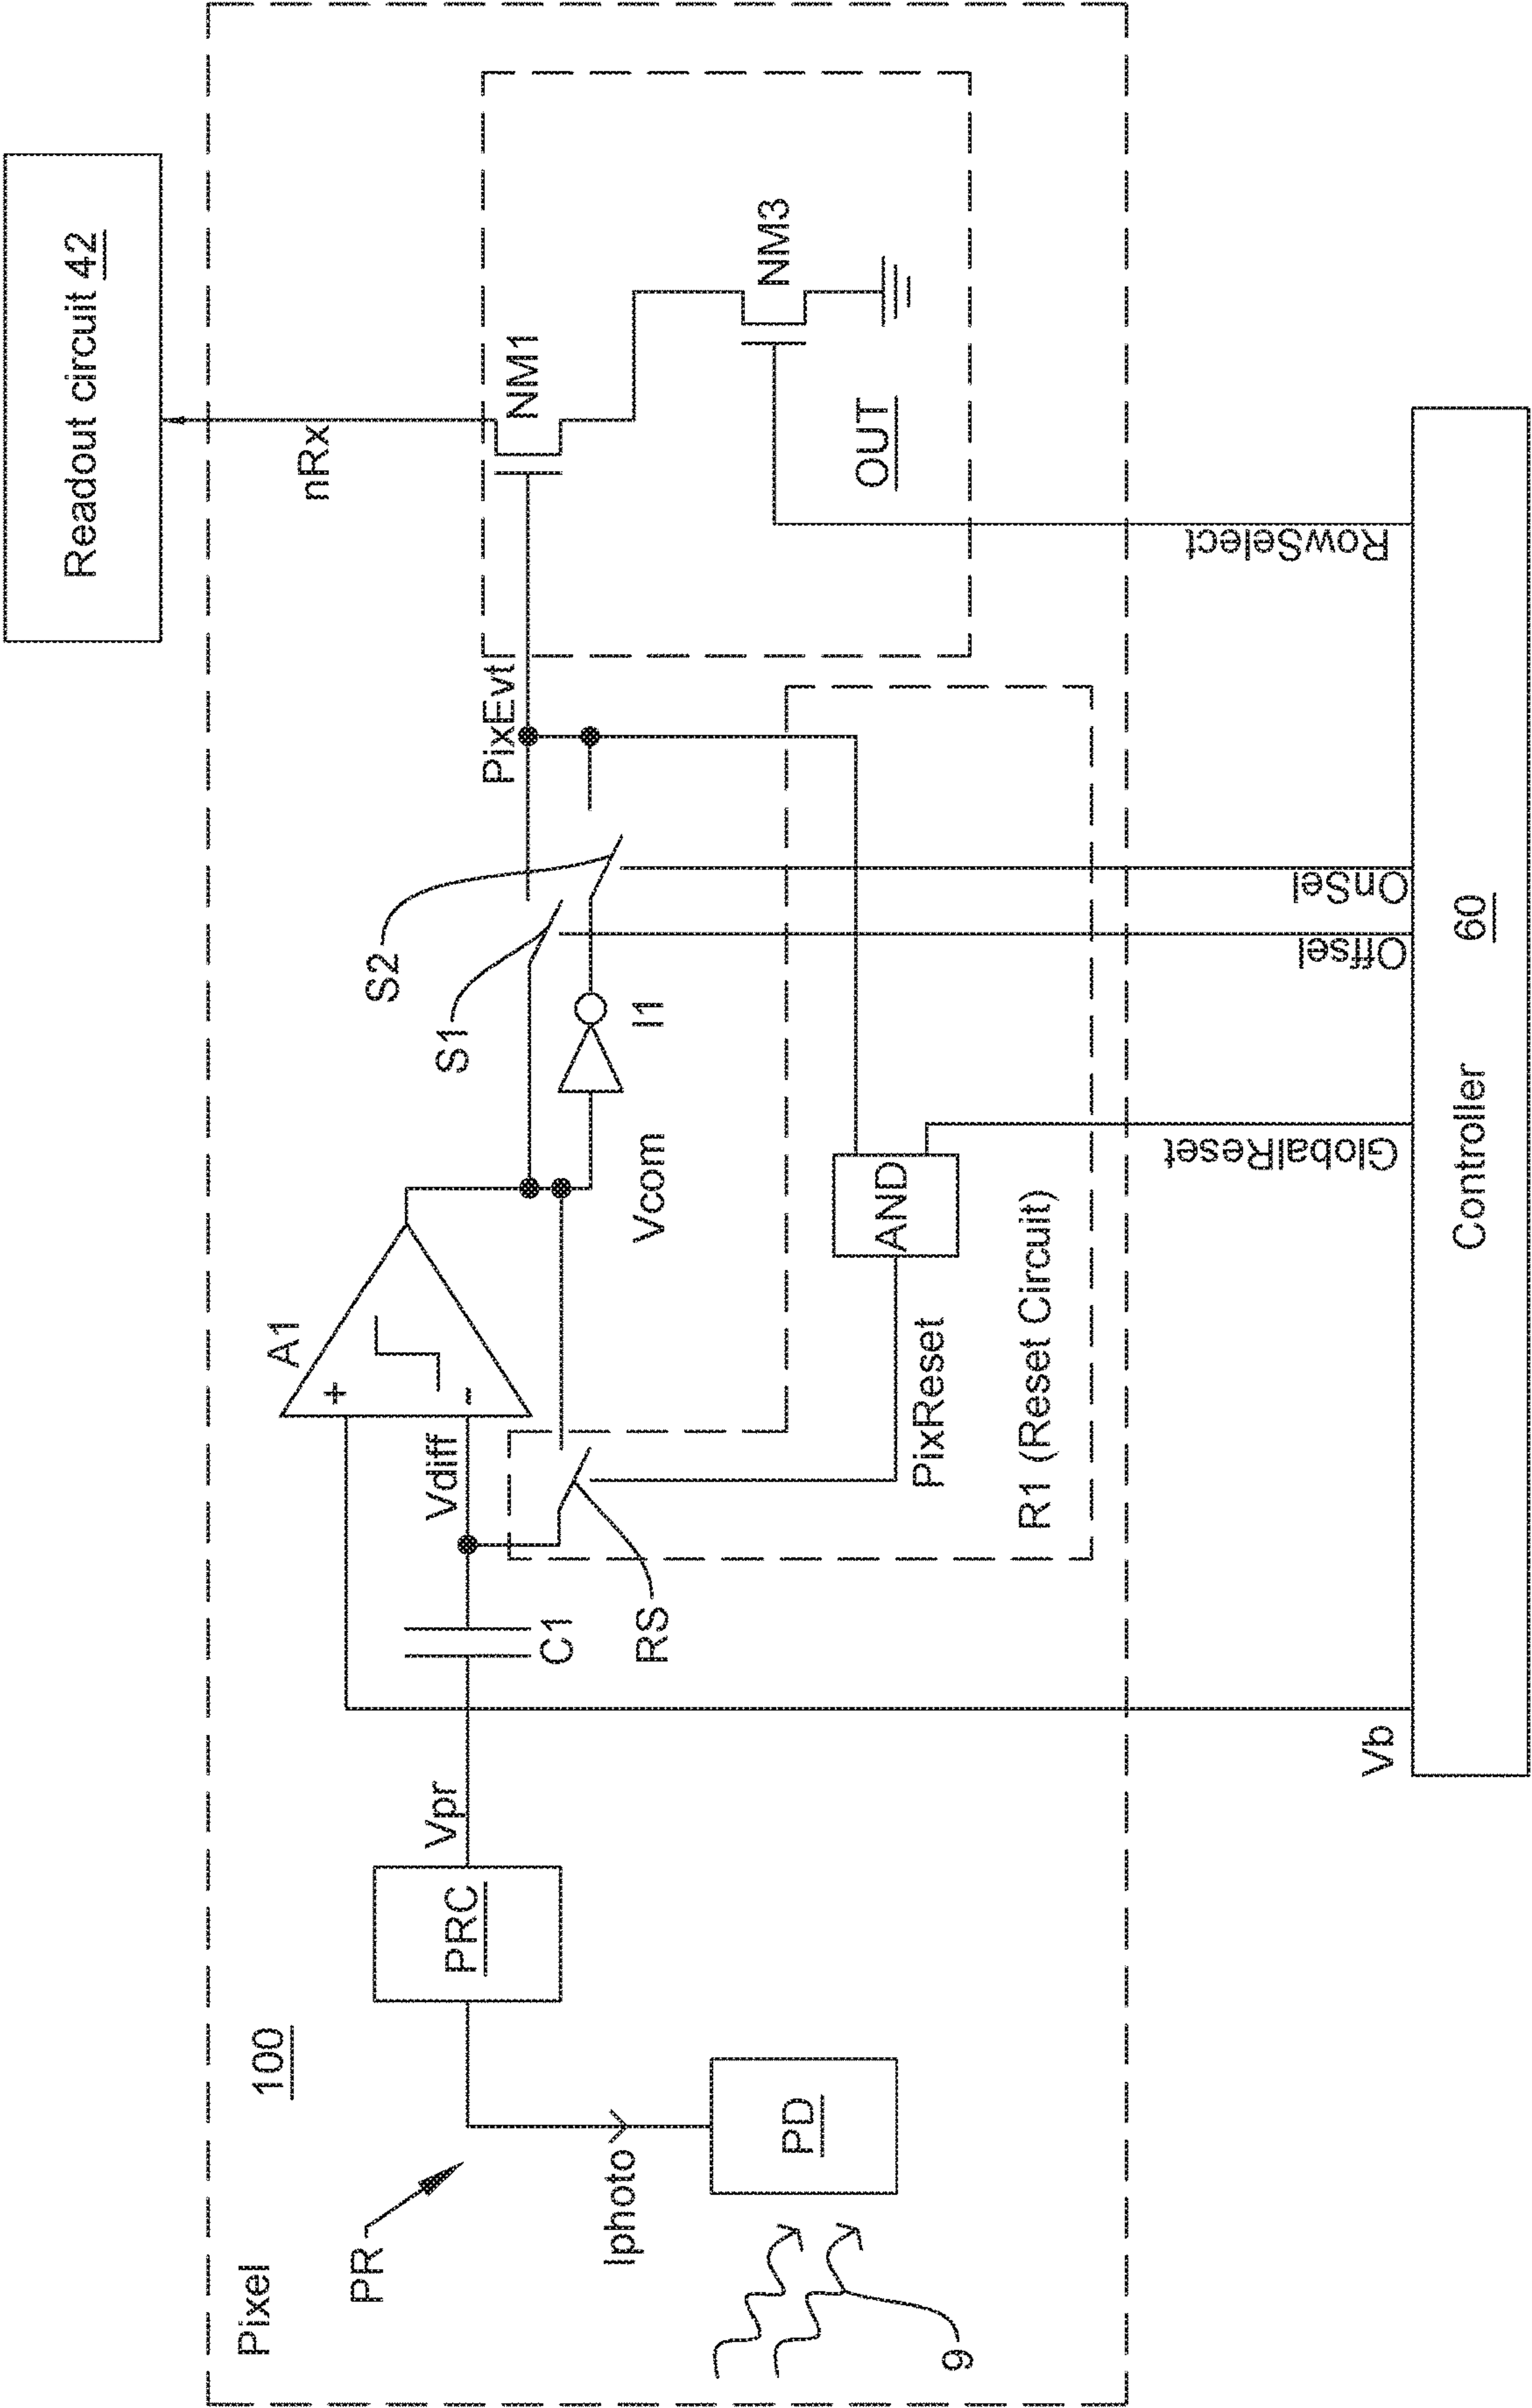 Pixel
100
PR
Iphoto
PD
9
PRC
Vpr
C1
RS
Vdiff
A1
+
-
Vcom
I1
S1
S2
PixEvt
nRx
Readout circuit 42
NM1
NM3
OUT
AND
PixReset
R1 (Reset Circuit)
Vb
GlobalReset
Offsel
OnSel
RowSelect
Controller 60